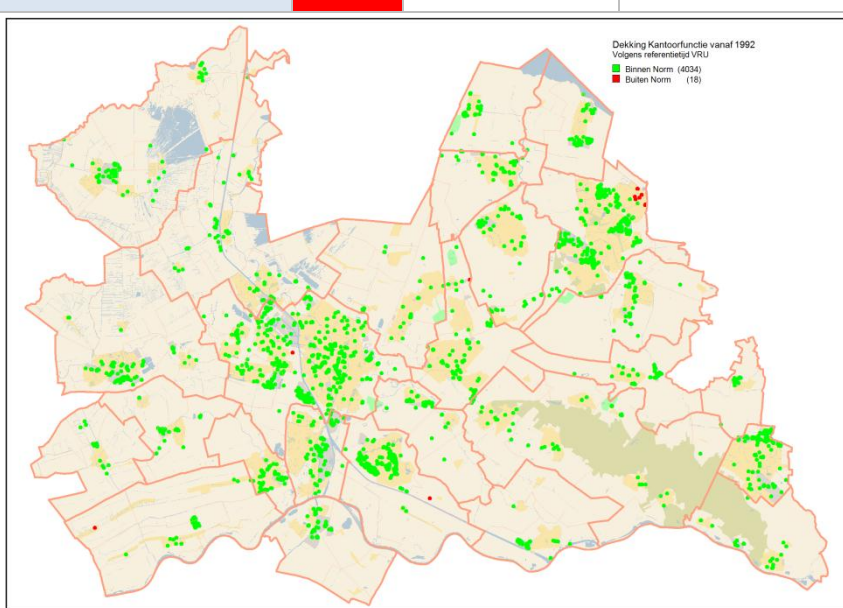 Dekking Kantoorfunctie vanaf 1992
Volgens referentietijd VRU
Binnen Norm (4034)
Buiten Norm (18)